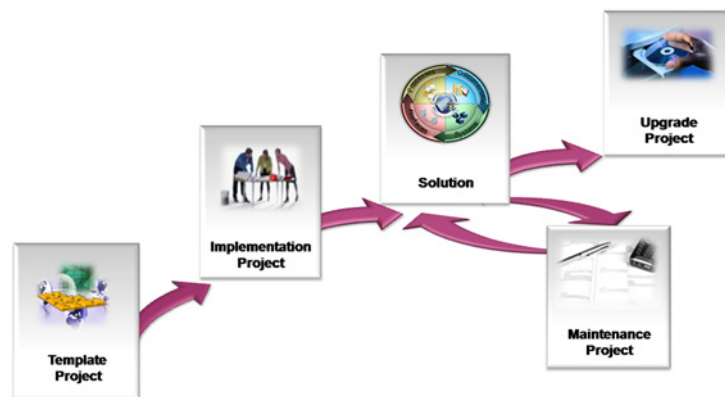 Template
Project
Implementation
Project
Solution
Upgrade
Project
Maintenance
Project